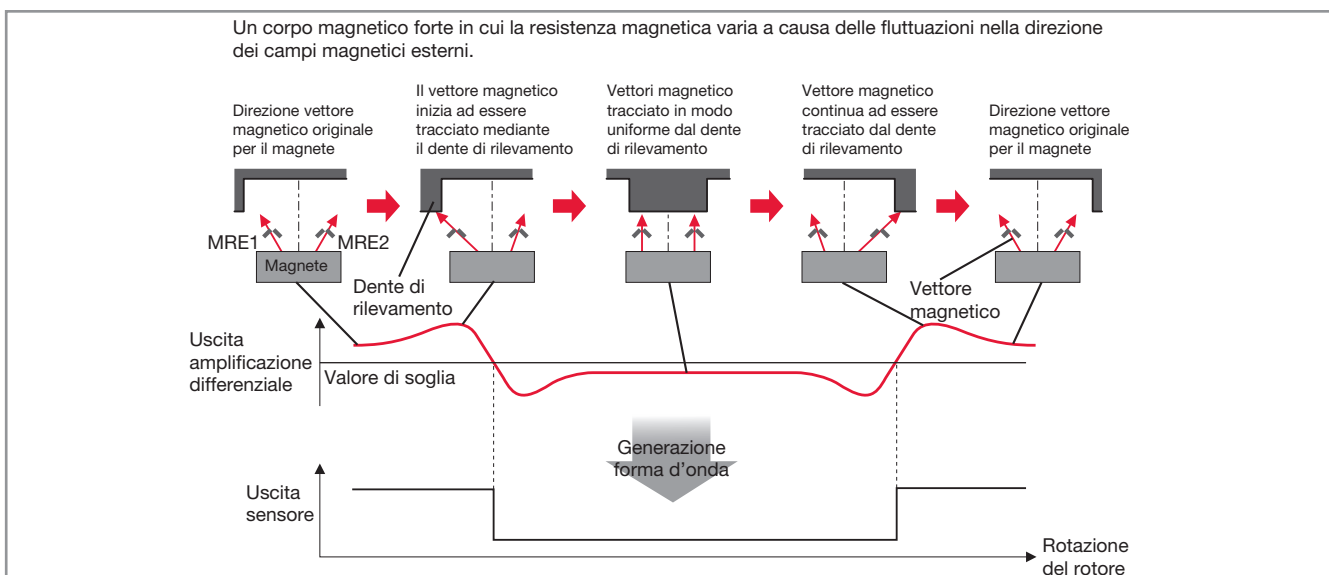 Un corpo magnetico forte in cui la resistenza magnetica varia a causa delle fluttuazioni nella direzione
dei campi magnetici esterni.
Direzione vettore
magnetico originale
per il magnete
Il vettore magnetico
inizia ad essere
tracciato mediante
il dente di rilevamento
Vettori magnetico
tracciato in modo
uniforme dal dente
di rilevamento
Vettore magnetico
continua ad essere
tracciato dal dente
di rilevamento
Direzione vettore
magnetico originale
per il magnete
MRE1
MRE2
Magnete
Dente di
rilevamento
Vettore
magnetico
Uscita
amplificazione
differenziale
Valore di soglia
Generazione
forma d'onda
Uscita
sensore
Rotazione
del rotore